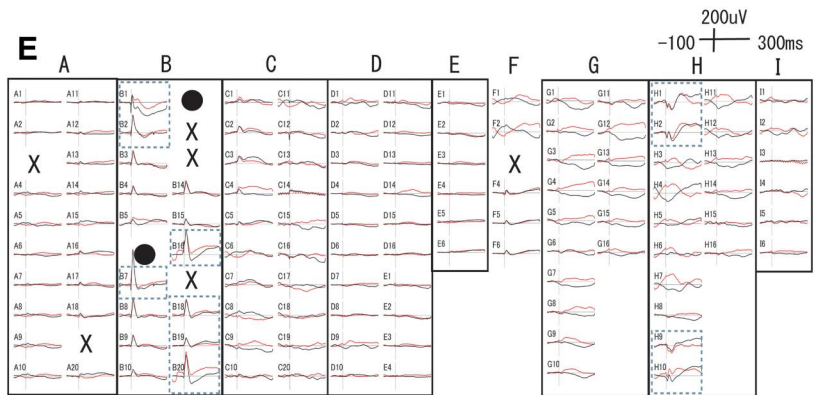 200uV
E -100 300ms
A B C D E F G H I
A1 A11 B1 C1 C11 D1 D11 E1 F1 G1 G11 H1 H11 I1
A2 A12 B2 X C2 C12 D2 D12 E2 F2 G2 G12 H2 H12 I2
X A13 B3 X C3 C13 D3 D13 E3 X G3 G13 H3 H13 I3
A4 A14 B4 B14 C4 C14 D4 D14 E4 F4 G4 G14 H4 H14 I4
A5 A15 B5 B15 C5 C15 D5 D15 E5 F5 G5 G15 H5 H15 I5
A6 A16 B16 C6 C16 D6 D16 E6 F6 G6 G16 H6 H16 I6
A7 A17 B7 X C7 C17 D7 E1 G7 H7
A8 A18 B8 B18 C8 C18 D8 E2 G8 H8
A9 X B9 B19 C9 C19 D9 E3 G9 H9
A10 A20 B10 B20 C10 C20 D10 E4 G10 H10